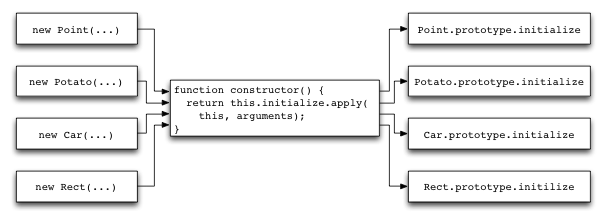 new Point(...)
new Potato(...)
new Car(...)
new Rect(...)
function constructor() {
return this.initialize.apply(
this, arguments);
}
Point.prototype.initialize
Potato.prototype.initialize
Car.prototype.initialize
Rect.prototype.initilize